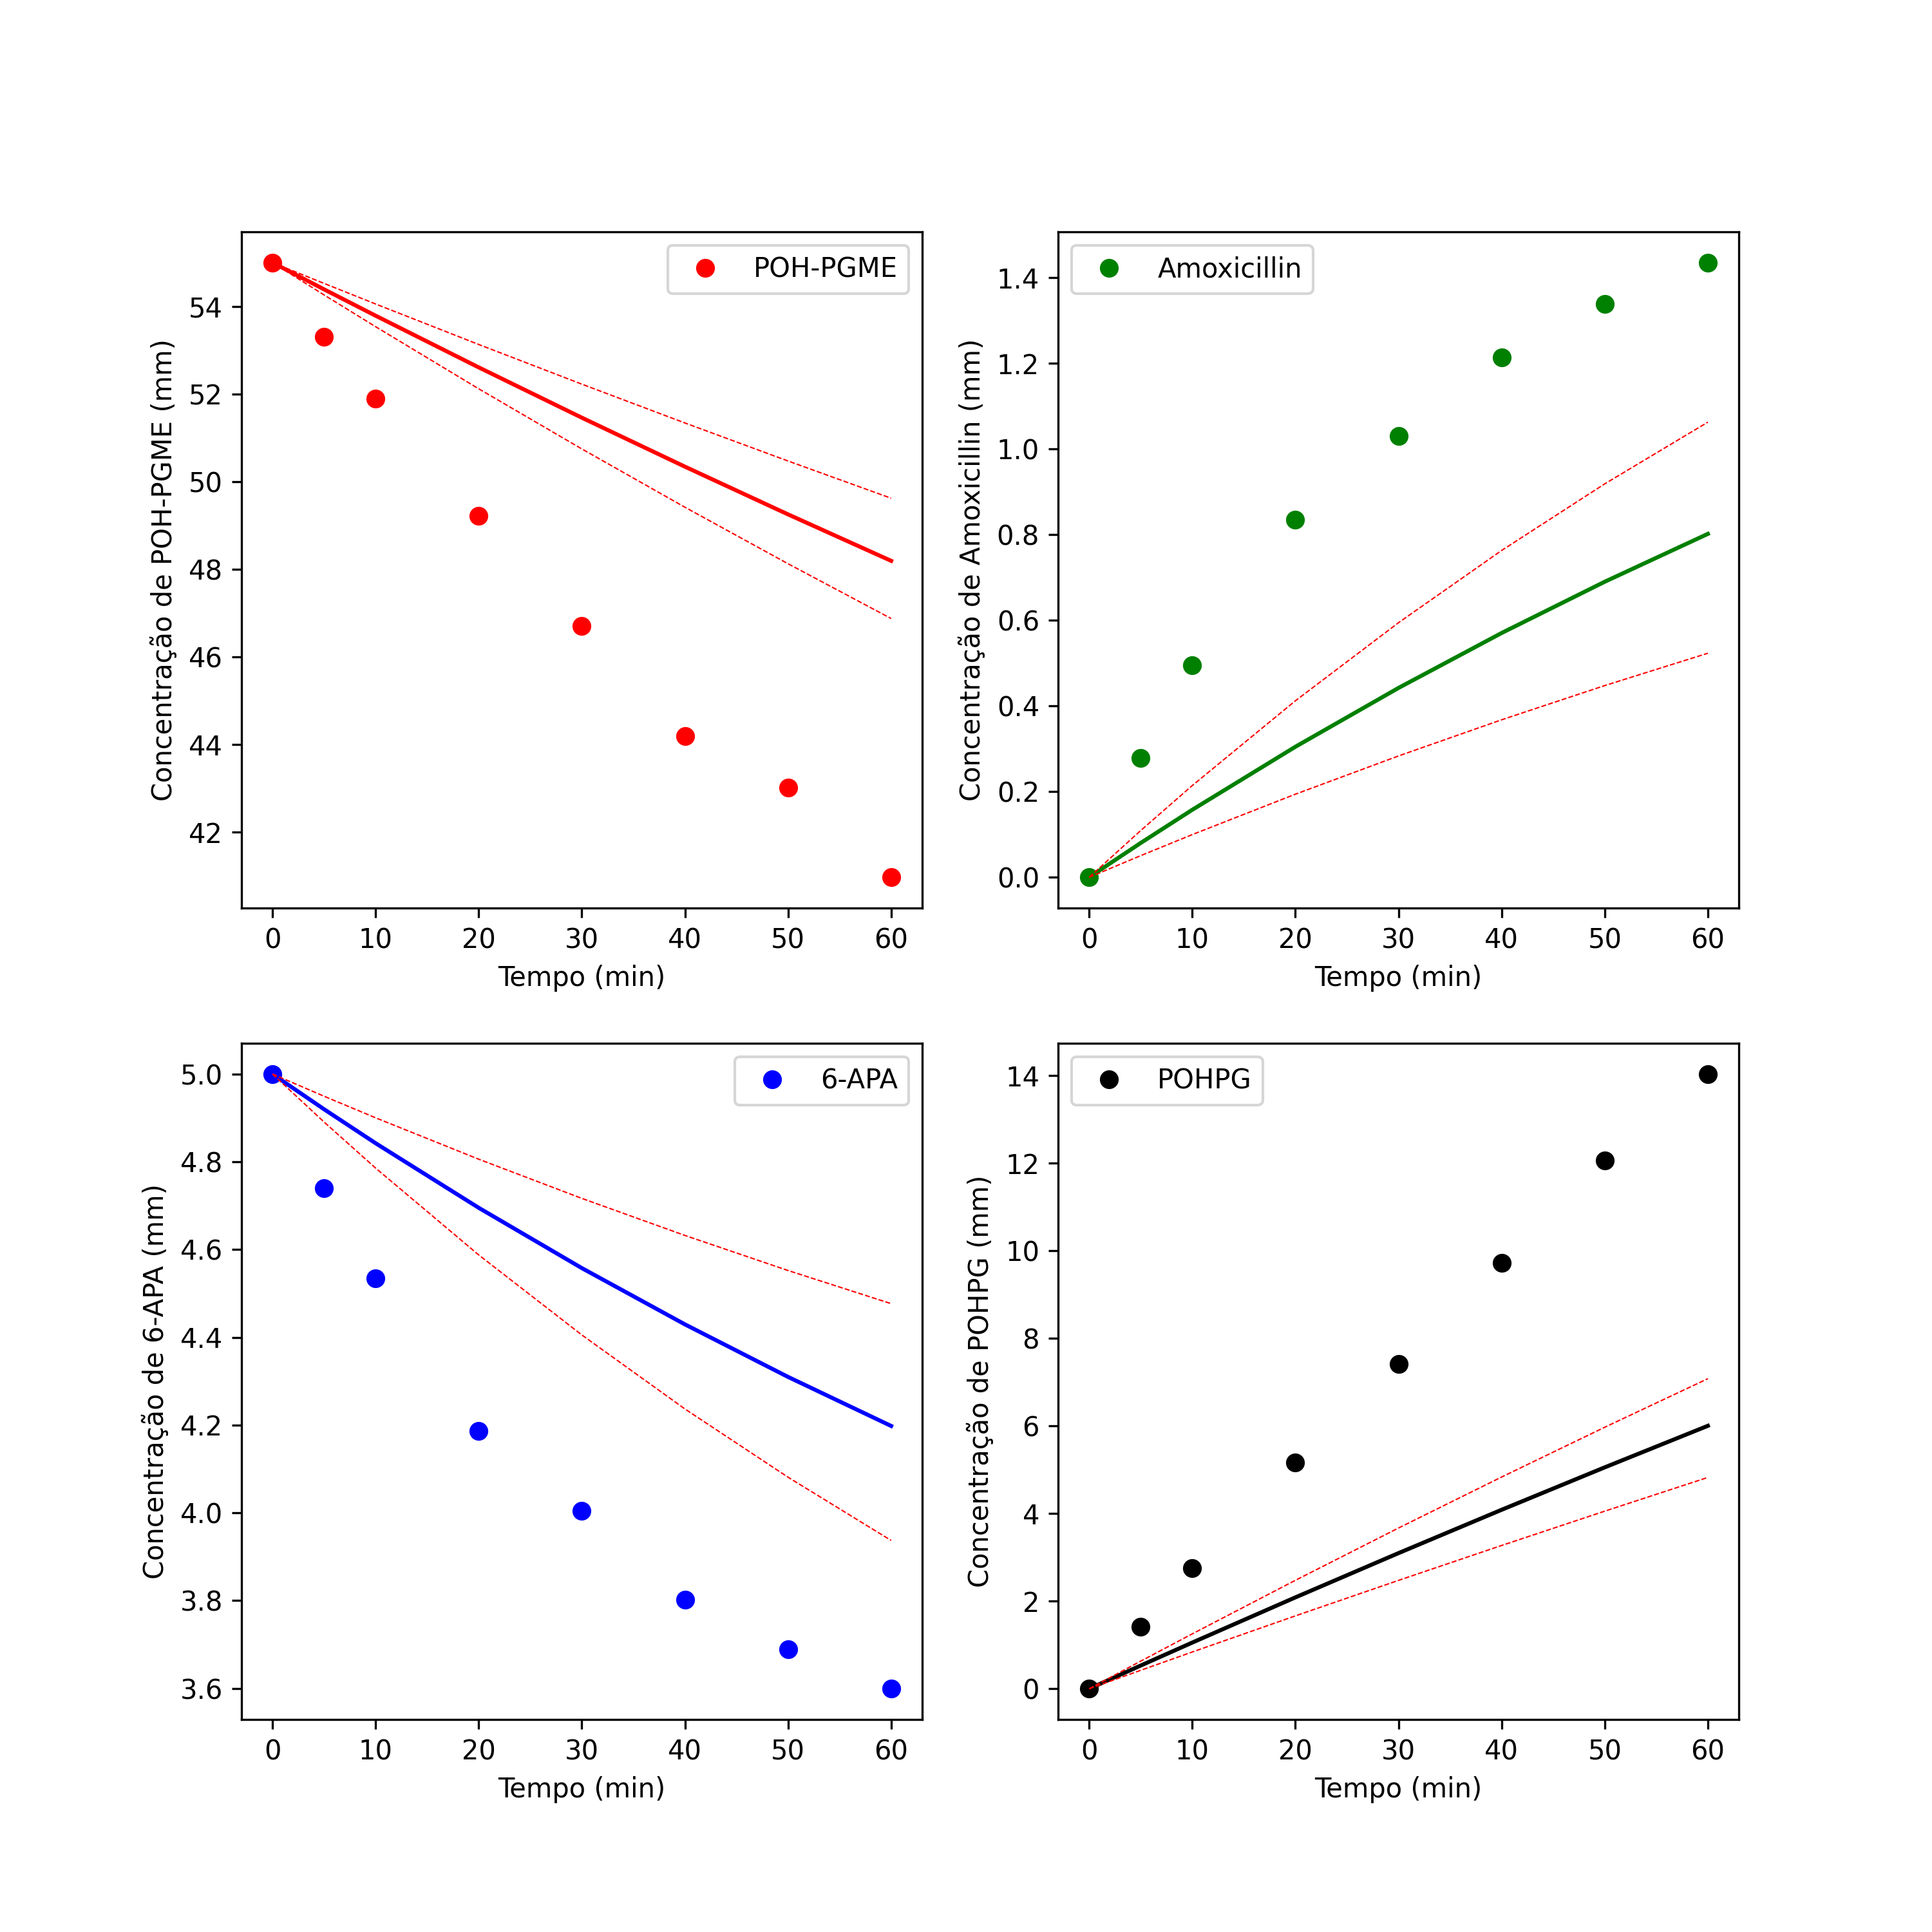 POH-PGME
54
52
50
48
46
44
42
Concentração de POH-PGME (mm)
0 10 20 30 40 50 60
Tempo (min)
Amoxicillin
1.4
1.2
1.0
0.8
0.6
0.4
0.2
0.0
Concentração de Amoxicillin (mm)
0 10 20 30 40 50 60
Tempo (min)
6-APA
5.0
4.8
4.6
4.4
4.2
4.0
3.8
3.6
Concentração de 6-APA (mm)
0 10 20 30 40 50 60
Tempo (min)
POHPG
14
12
10
8
6
4
2
0
Concentração de POHPG (mm)
0 10 20 30 40 50 60
Tempo (min)